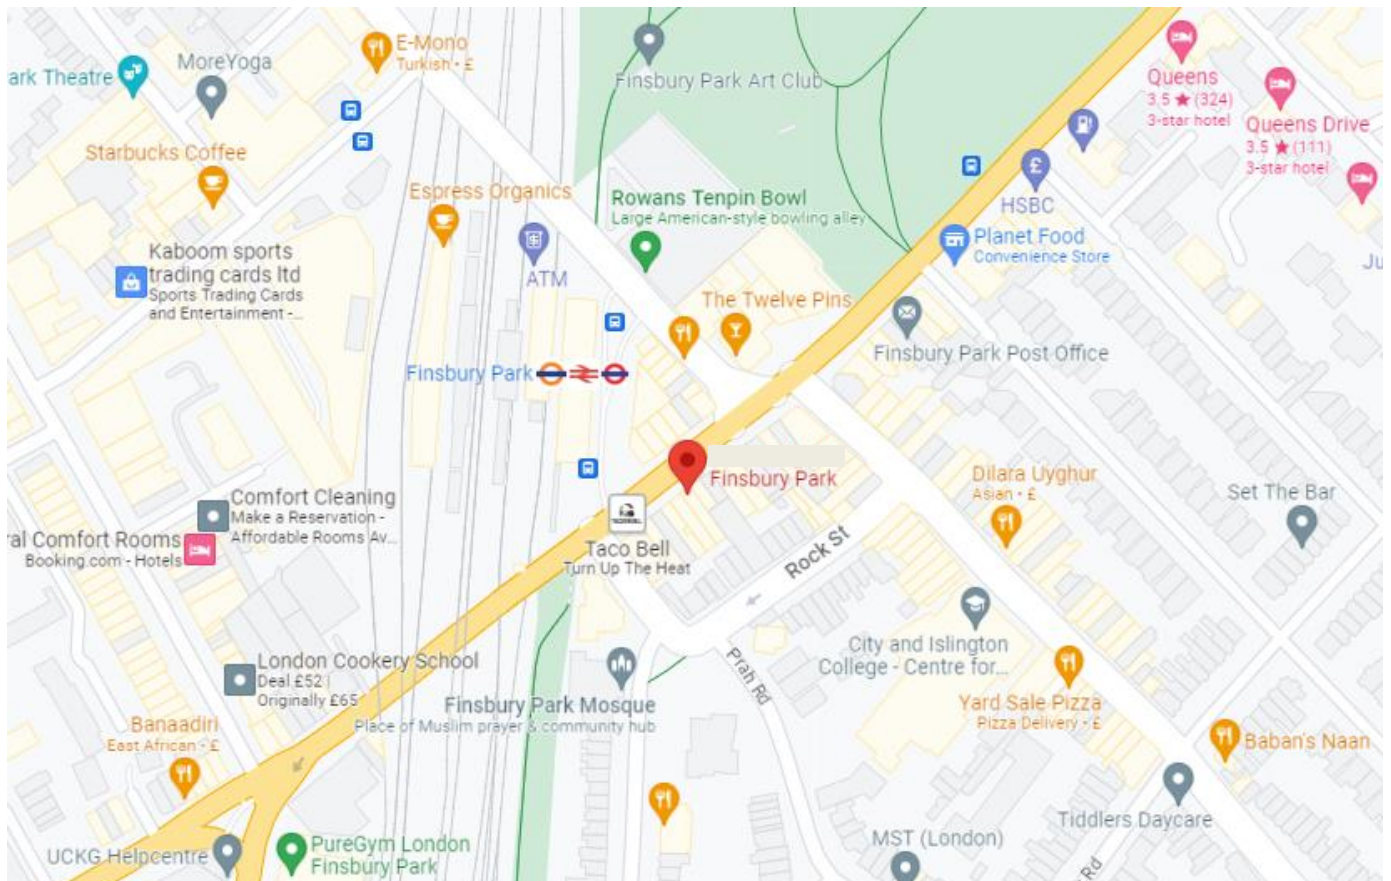 E-Mono
Turkish · £
MoreYoga
ark Theatre
Finsbury Park Art Club
Queens
3.5 ★ (324)
3-star hotel
Queens Drive
3.5 ★ (111)
3-star hotel
Starbucks Coffee
Espress Organics
Rowans Tenpin Bowl
Large American-style bowling alley
HSBC
Planet Food
Convenience Store
Ju
Kaboom sports
trading cards ltd
Sports Trading Cards
and Entertainment -...
ATM
The Twelve Pins
Finsbury Park Post Office
Finsbury Park
Finsbury Park
Dilara Uyghur
Asian · £
Set The Bar
Comfort Cleaning
Make a Reservation -
Affordable Rooms Av...
al Comfort Rooms
Booking.com - Hotels
Taco Bell
Turn Up The Heat
Rock St
City and Islington
College - Centre for...
Prah Rd
London Cookery School
Deal £52
Originally £65
Finsbury Park Mosque
Place of Muslim prayer & community hub
Yard Sale Pizza
Pizza Delivery · £
Banaadiri
East African · £
Baban's Naan
Tiddlers Daycare
MST (London)
Rd
UCKG Helpcentre
PureGym London
Finsbury Park